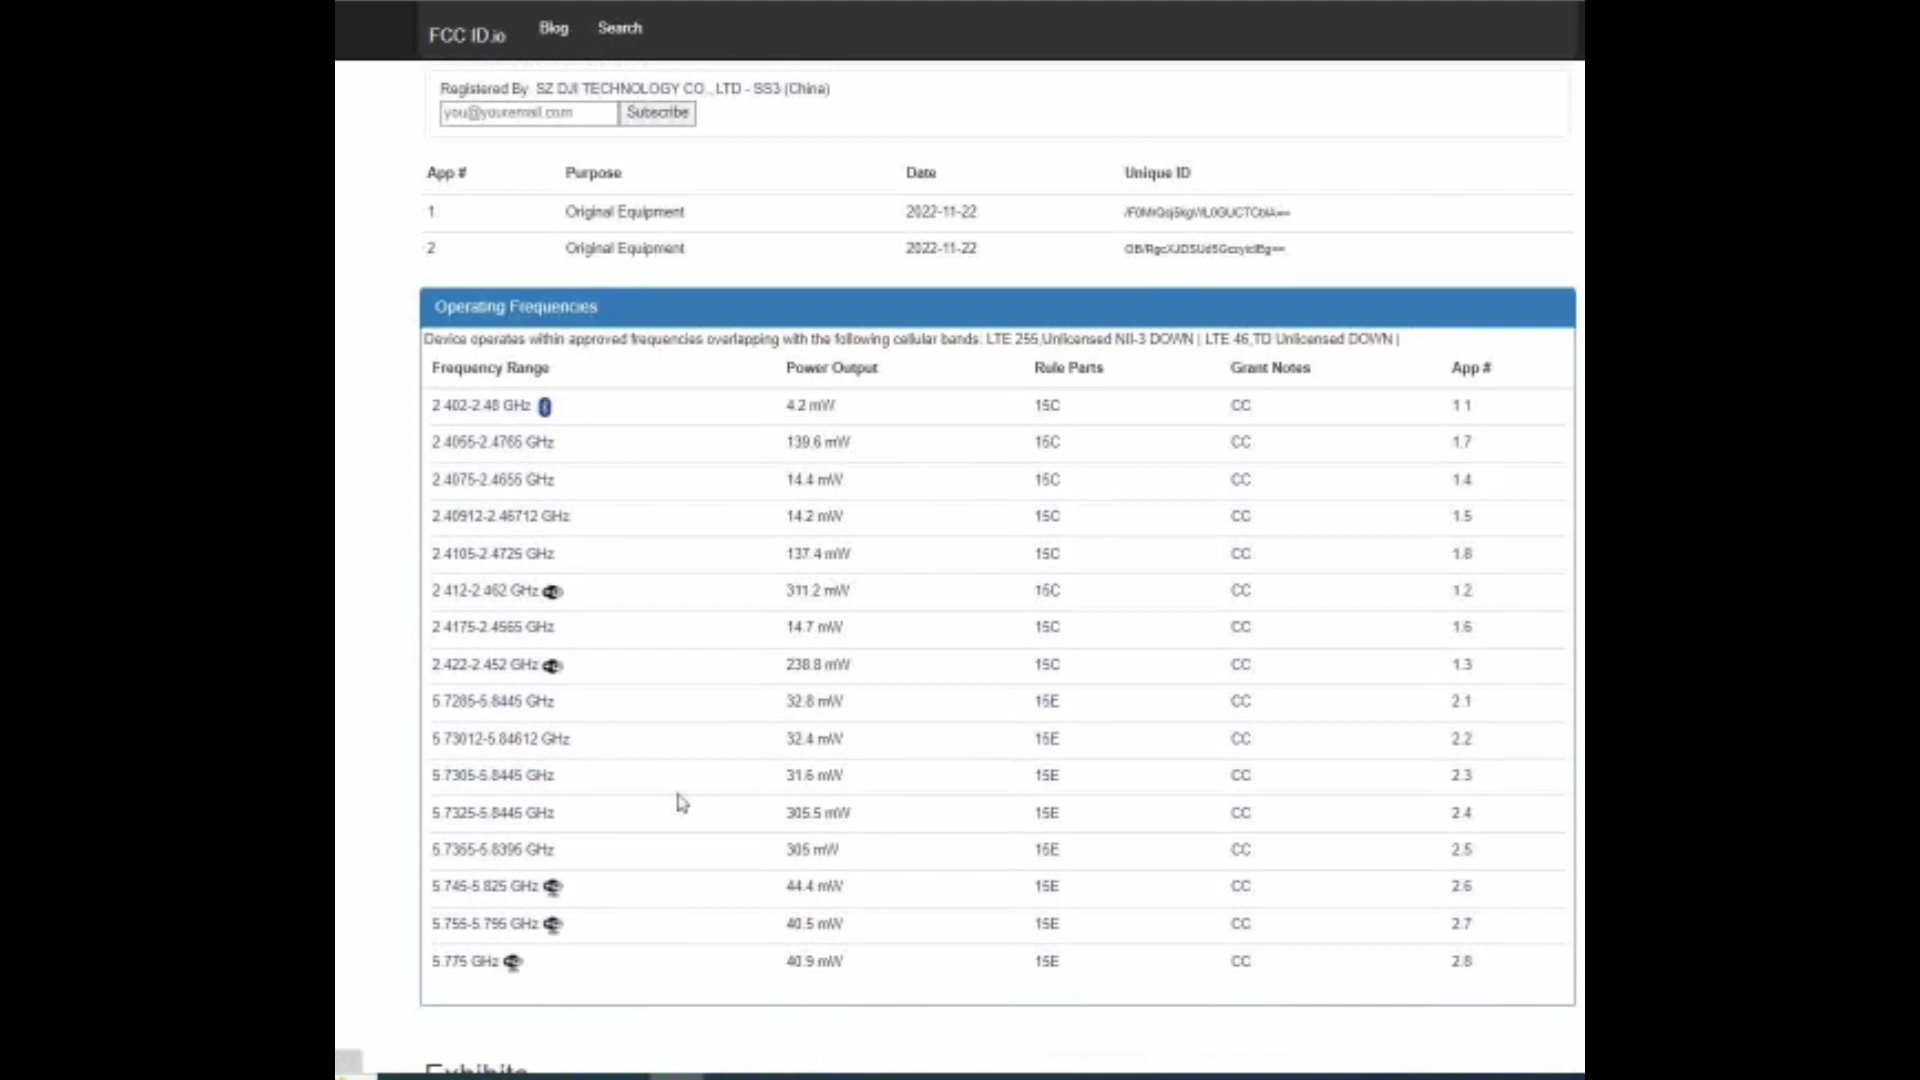 FCC ID.io Blog Search
Registered By SZ DJI TECHNOLOGY CO., LTD - SS3 (China)
you@youremail.com Subscribe
App # Purpose Date Unique ID
1 Original Equipment 2022-11-22
2 Original Equipment 2022-11-22
Operating Frequencies
Device operates within approved frequencies overlapping with the following cellular bands: LTE 255,Unlicensed NII-3 DOWN | LTE 46,TD Unlicensed DOWN |
Frequency Range Power Output Rule Parts Grant Notes App #
2.402-2.48 GHz 4.2 mW 15C CC 1.1
2.4055-2.4765 GHz 139.6 mW 15C CC 1.7
2.4075-2.4655 GHz 14.4 mW 15C CC 1.4
2.40912-2.46712 GHz 14.2 mW 15C CC 1.5
2.4105-2.4725 GHz 137.4 mW 15C CC 1.8
2.412-2.462 GHz 311.2 mW 15C CC 1.2
2.4175-2.4565 GHz 14.7 mW 15C CC 1.6
2.422-2.452 GHz 238.8 mW 15C CC 1.3
5.7285-5.8445 GHz 32.8 mW 15E CC 2.1
5.73012-5.84612 GHz 32.4 mW 15E CC 2.2
5.7305-5.8445 GHz 31.6 mW 15E CC 2.3
5.7325-5.8445 GHz 305.5 mW 15E CC 2.4
5.7355-5.8395 GHz 305 mW 15E CC 2.5
5.745-5.825 GHz 44.4 mW 15E CC 2.6
5.755-5.795 GHz 40.5 mW 15E CC 2.7
5.775 GHz 40.9 mW 15E CC 2.8
Exhibits